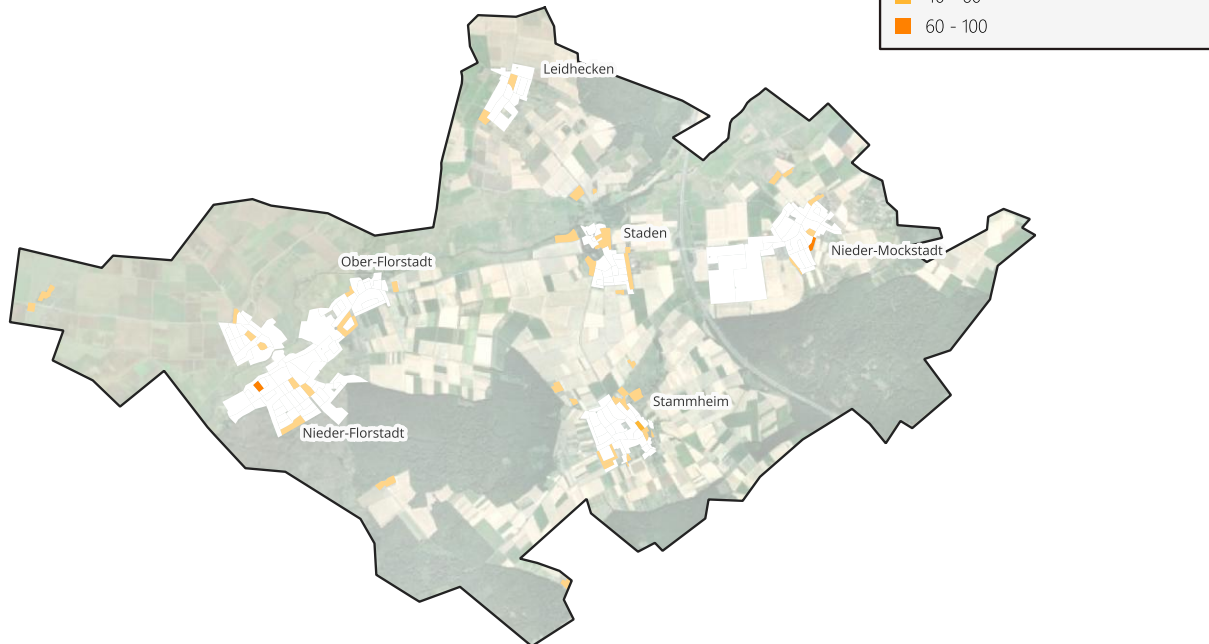 60 - 100
Leidhecken
Staden
Nieder-Mockstadt
Ober-Florstadt
Stammheim
Nieder-Florstadt